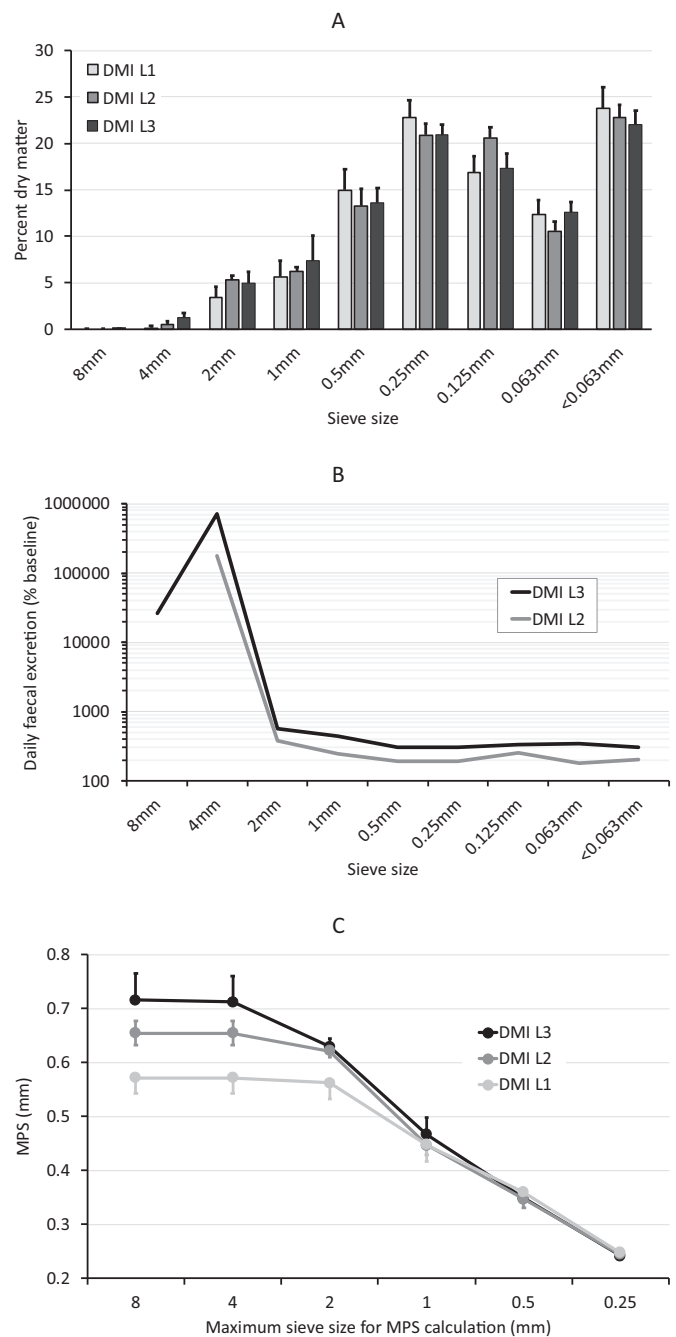 A
30
25
20
15
10
5
0
Percent dry matter
DMI L1
DMI L2
DMI L3
8mm
4mm
2mm
1mm
0.5mm
0.25mm
0.125mm
0.063mm
<0.063mm
Sieve size
B
1000000
100000
10000
1000
100
Daily faecal excretion (% baseline)
DMI L3
DMI L2
8mm
4mm
2mm
1mm
0.5mm
0.25mm
0.125mm
0.063mm
<0.063mm
Sieve size
C
0.8
0.7
0.6
0.5
0.4
0.3
0.2
MPS (mm)
DMI L3
DMI L2
DMI L1
8
4
2
1
0.5
0.25
Maximum sieve size for MPS calculation (mm)